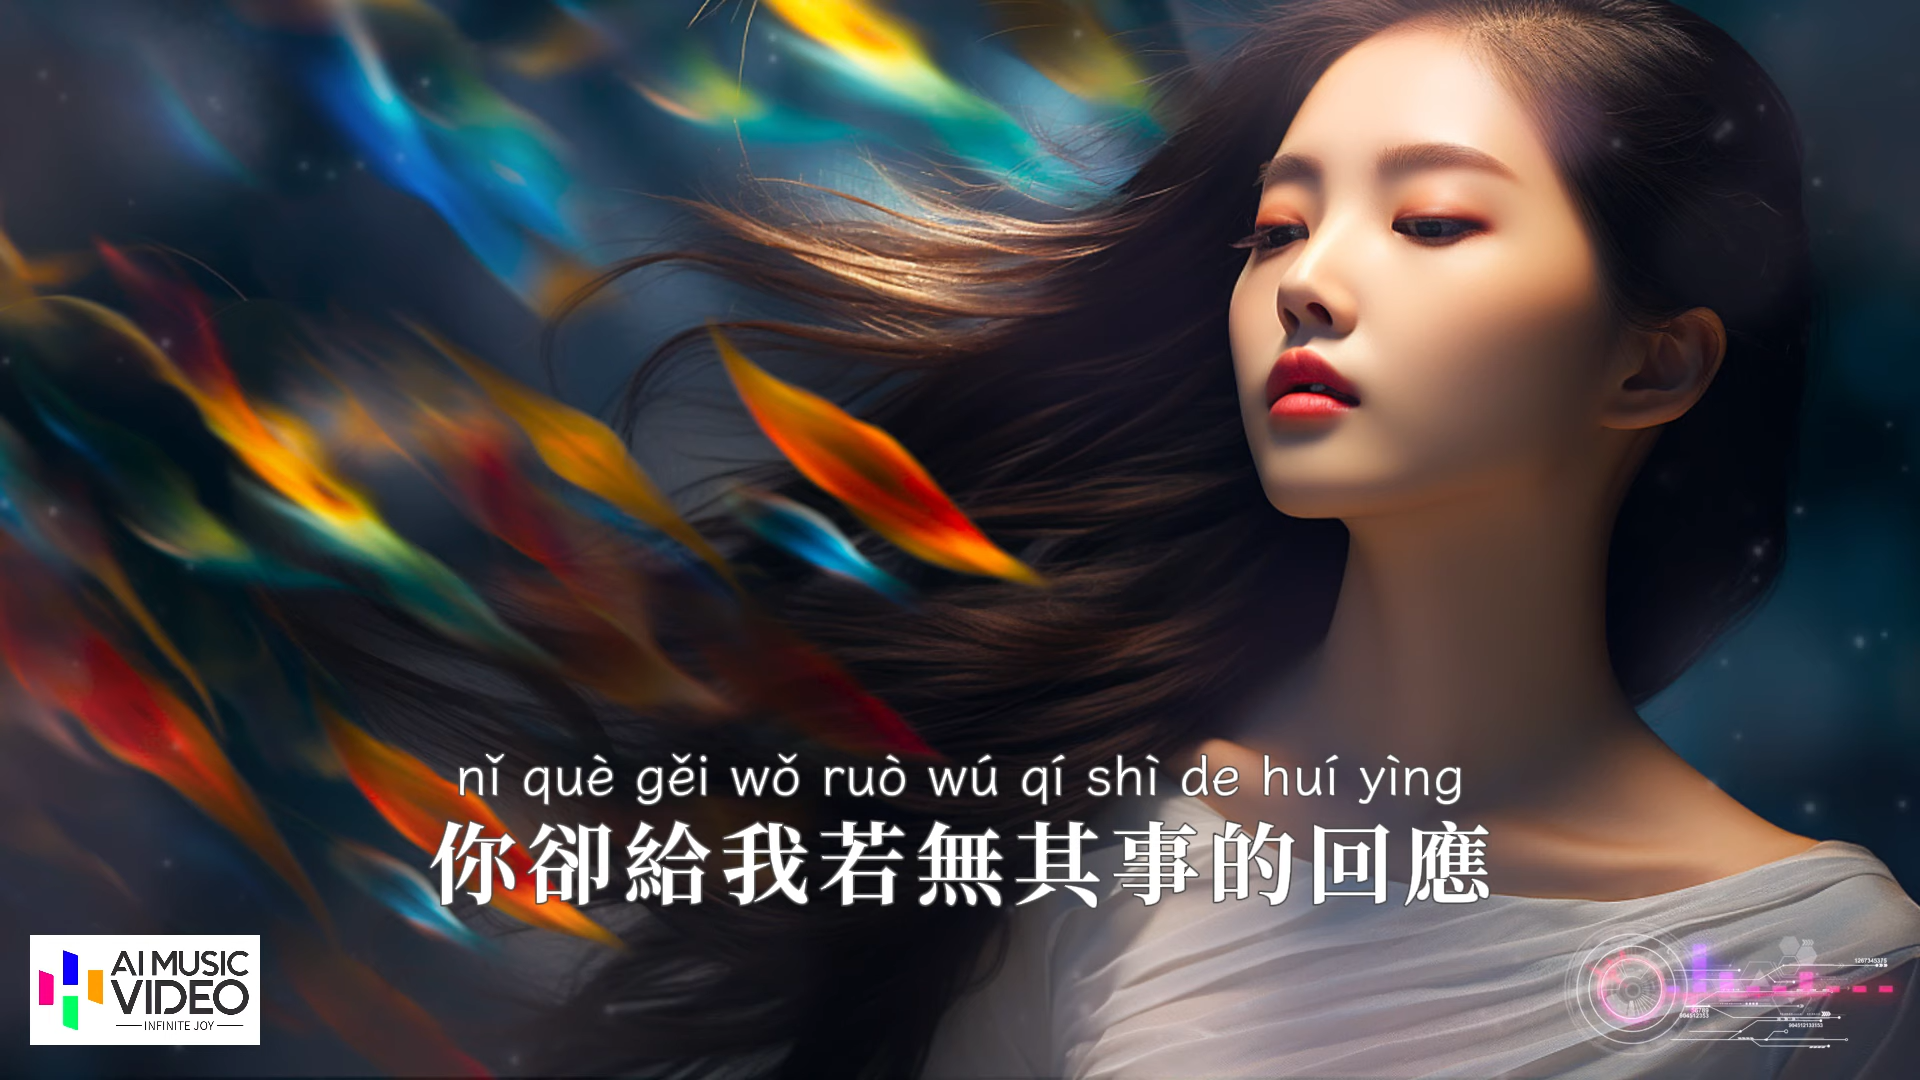 nǐ què gěi wǒ ruò wú qí shì de huí yìng
你卻給我若無其事的回應
AI MUSIC
VIDEO
INFINITE JOY
1267345378